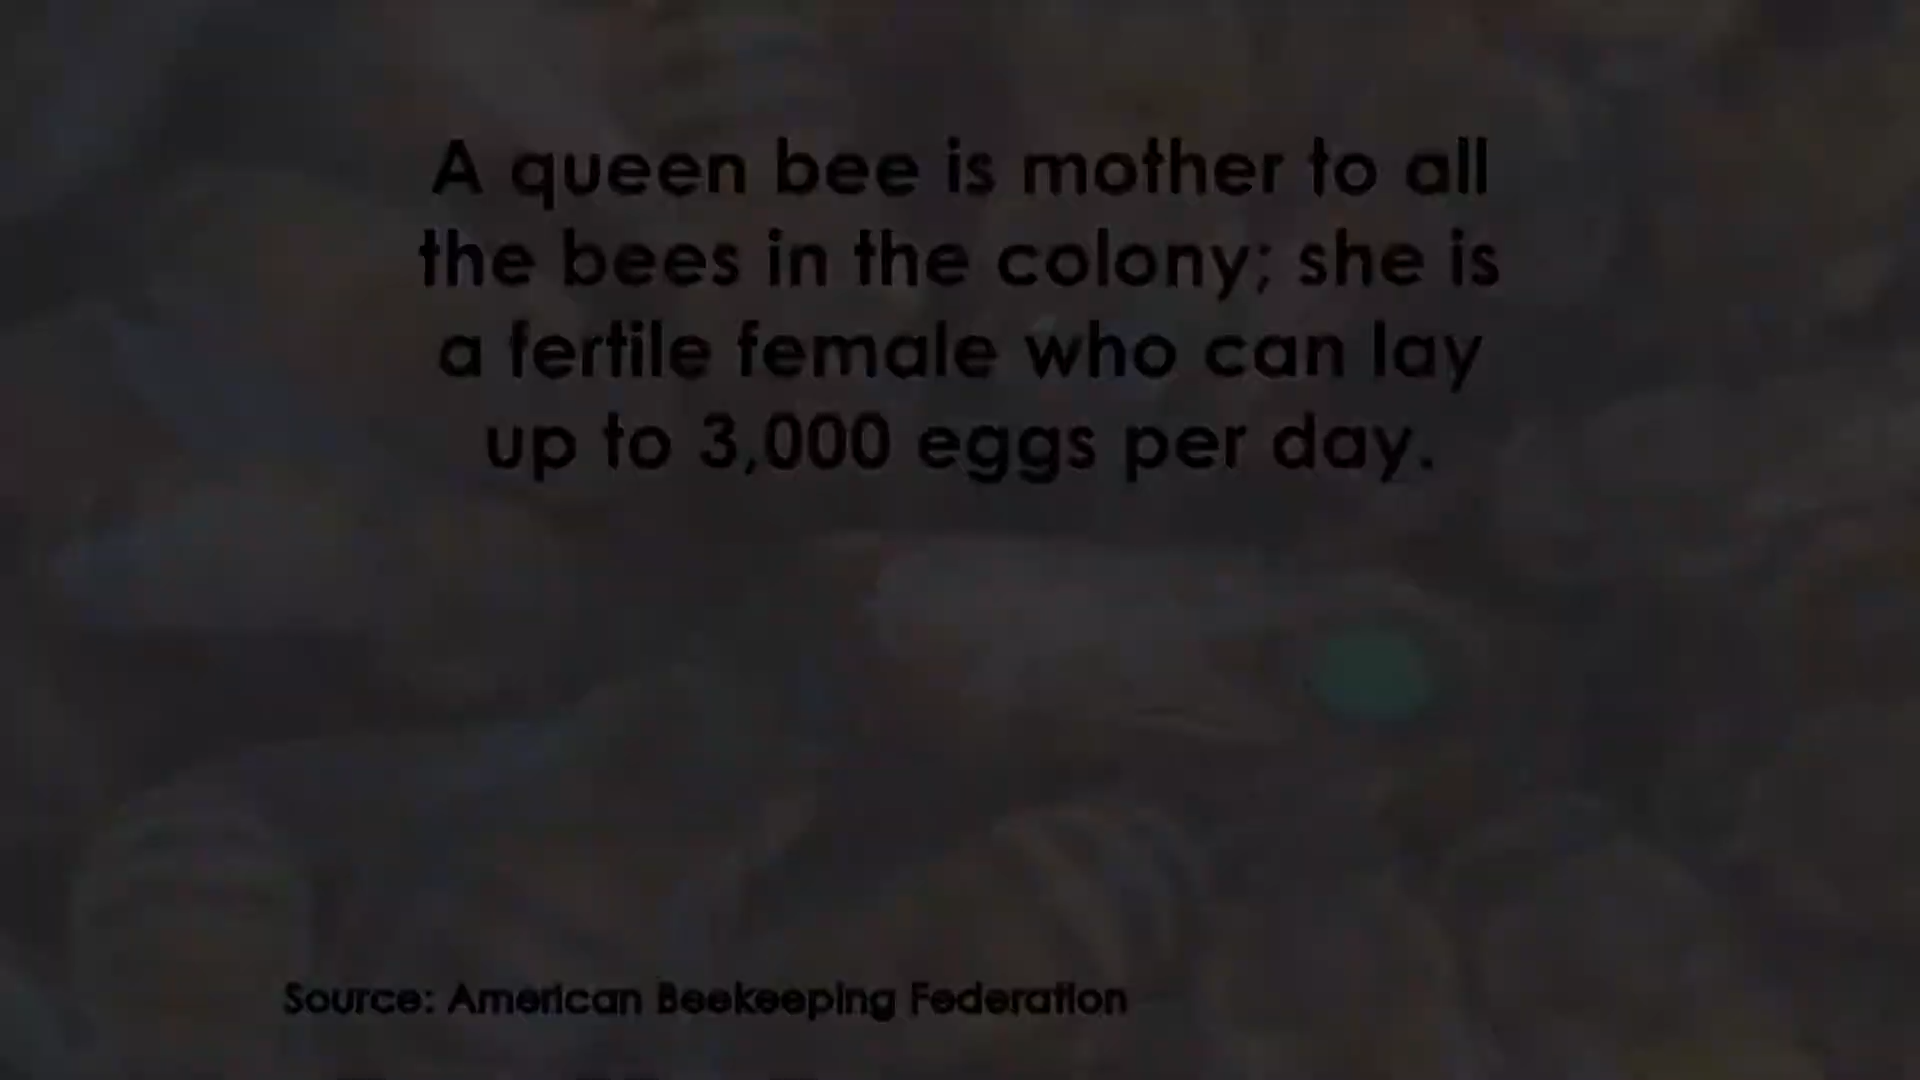 A queen bee is mother to all
the bees in the colony; she is
a fertile female who can lay
up to 3,000 eggs per day.
Source: American Beekeeping Federation